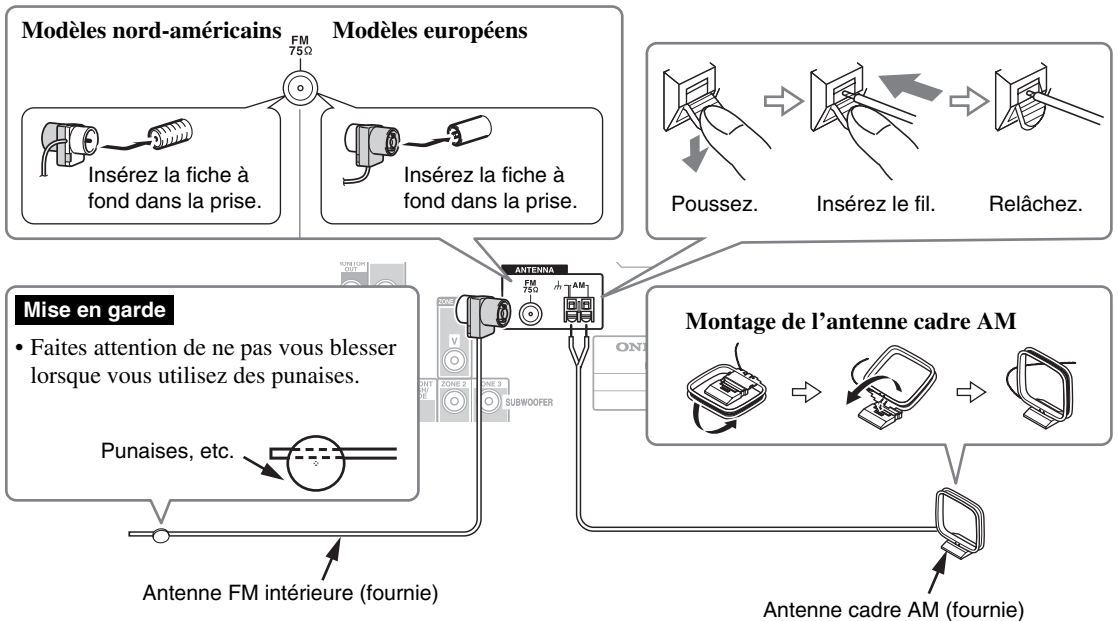 Modèles nord-américains
Modèles européens
FM
75Ω
Insérez la fiche à
fond dans la prise.
Insérez la fiche à
fond dans la prise.
Poussez.
Insérez le fil.
Relâchez.
MONITOR
OUT
ANTENNA
FM
75Ω
AM
Mise en garde
• Faites attention de ne pas vous blesser
lorsque vous utilisez des punaises.
Punaises, etc.
ZONE
V
ZONE 2
ZONE 3
SUBWOOFER
Montage de l'antenne cadre AM
Antenne FM intérieure (fournie)
Antenne cadre AM (fournie)